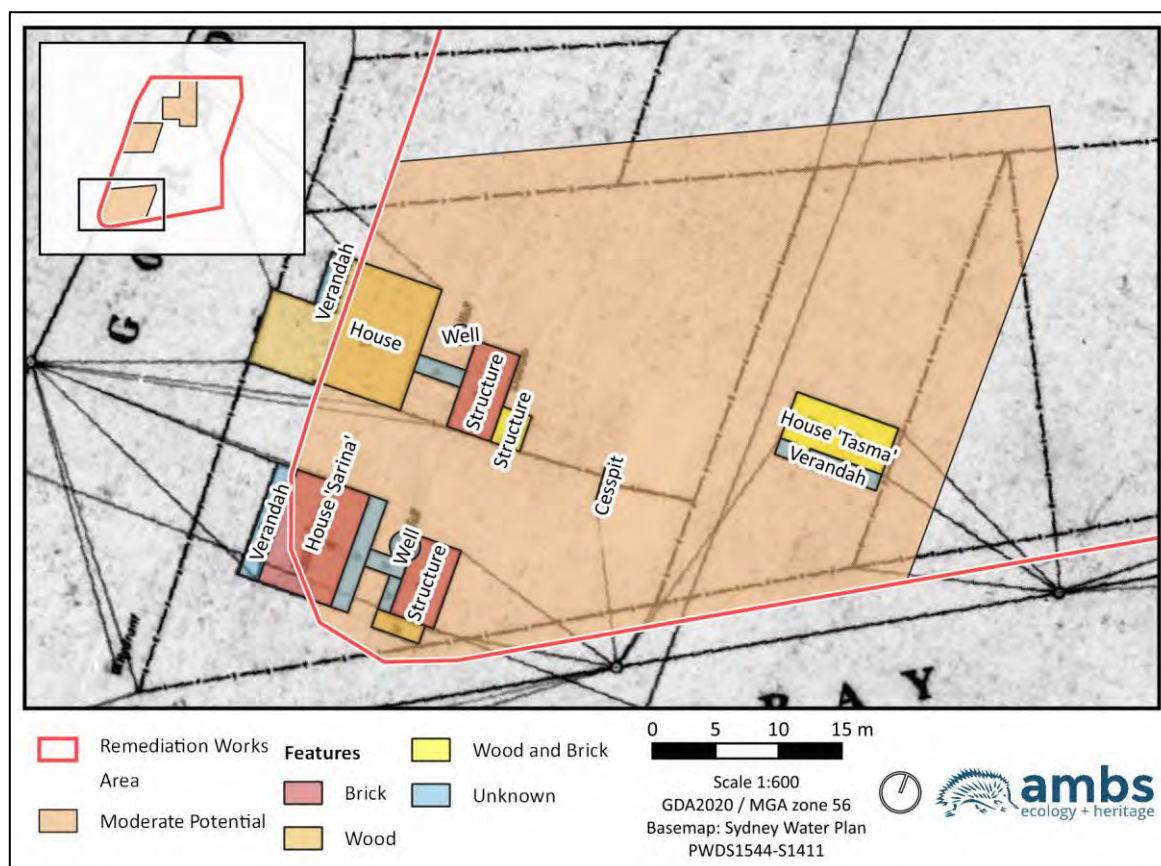 G O
Verandah
House
Well
Structure
Structure
Cesspit
House 'Tasma'
Verandah
Verandah
House 'Sarina'
Well
Structure
B A Y
Remediation Works
Area
Moderate Potential
Features
Brick
Wood
Wood and Brick
Unknown
0 5 10 15 m
Scale 1:600
GDA2020 / MGA zone 56
Basemap: Sydney Water Plan
PWDS1544-S1411
ambs
ecology + heritage